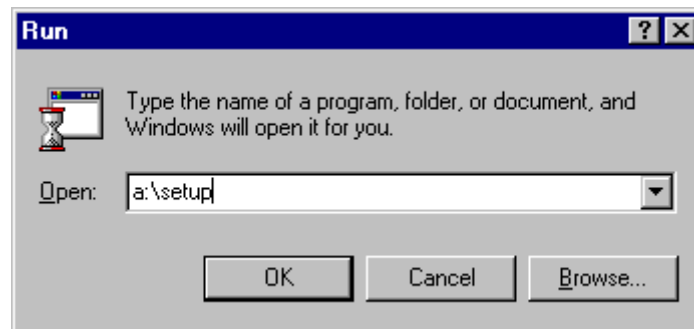 Run
Type the name of a program, folder, or document, and
Windows will open it for you.
Open: a:\setup
OK Cancel Browse...